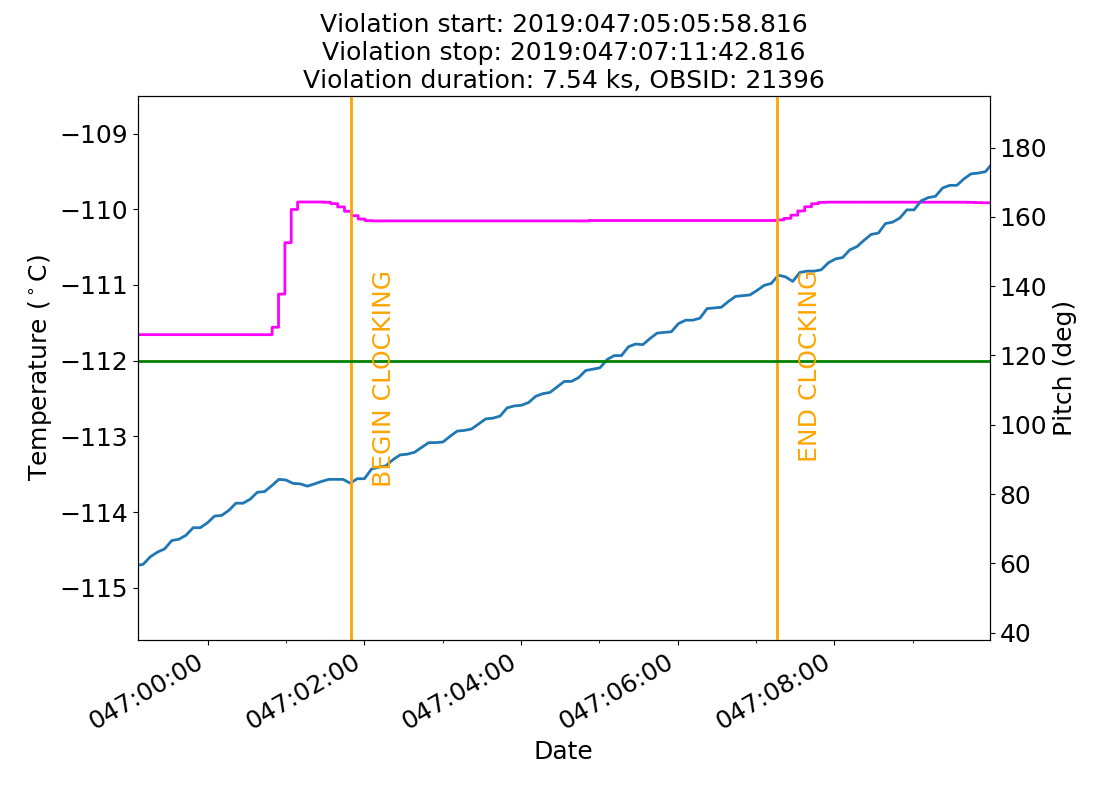 Violation start: 2019:047:05:05:58.816
Violation stop: 2019:047:07:11:42.816
Violation duration: 7.54 ks, OBSID: 21396
−109
−110
−111
−112
−113
−114
−115
Temperature (°C)
BEGIN CLOCKING
END CLOCKING
180
160
140
120
100
80
60
40
Pitch (deg)
047:00:00
047:02:00
047:04:00
047:06:00
047:08:00
Date